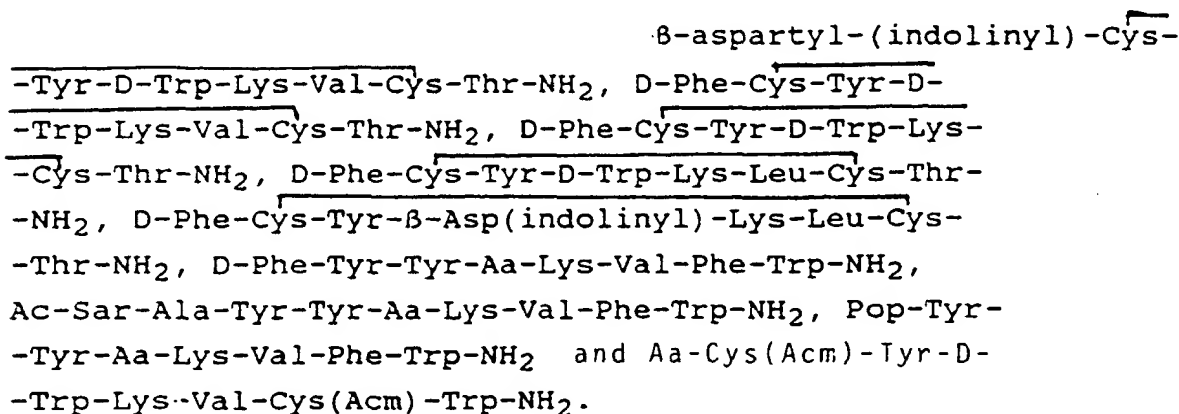 ß-aspartyl-(indolinyl)-Cys-
-Tyr-D-Trp-Lys-Val-Cys-Thr-NH2, D-Phe-Cys-Tyr-D-
-Trp-Lys-Val-Cys-Thr-NH2, D-Phe-Cys-Tyr-D-Trp-Lys-
-Cys-Thr-NH2, D-Phe-Cys-Tyr-D-Trp-Lys-Leu-Cys-Thr-
-NH2, D-Phe-Cys-Tyr-ß-Asp(indolinyl)-Lys-Leu-Cys-
-Thr-NH2, D-Phe-Tyr-Tyr-Aa-Lys-Val-Phe-Trp-NH2,
Ac-Sar-Ala-Tyr-Tyr-Aa-Lys-Val-Phe-Trp-NH2, Pop-Tyr-
-Tyr-Aa-Lys-Val-Phe-Trp-NH2 and Aa-Cys(Acm)-Tyr-D-
-Trp-Lys-Val-Cys(Acm)-Trp-NH2.